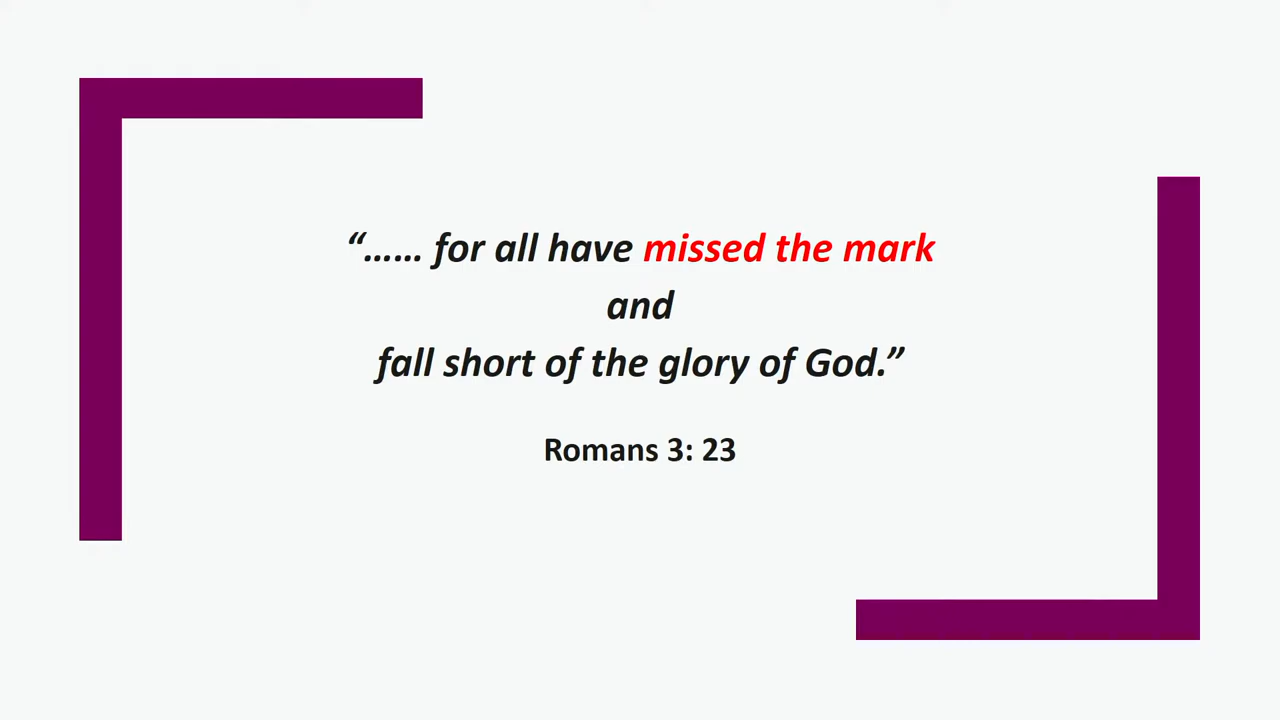 “…… for all have missed the mark
and
fall short of the glory of God.”
Romans 3: 23